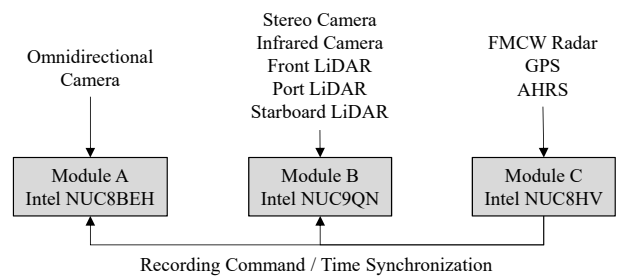 Omnidirectional
Camera
Stereo Camera
Infrared Camera
Front LiDAR
Port LiDAR
Starboard LiDAR
FMCW Radar
GPS
AHRS
Module A
Intel NUC8BEH
Module B
Intel NUC9QN
Module C
Intel NUC8HV
Recording Command / Time Synchronization